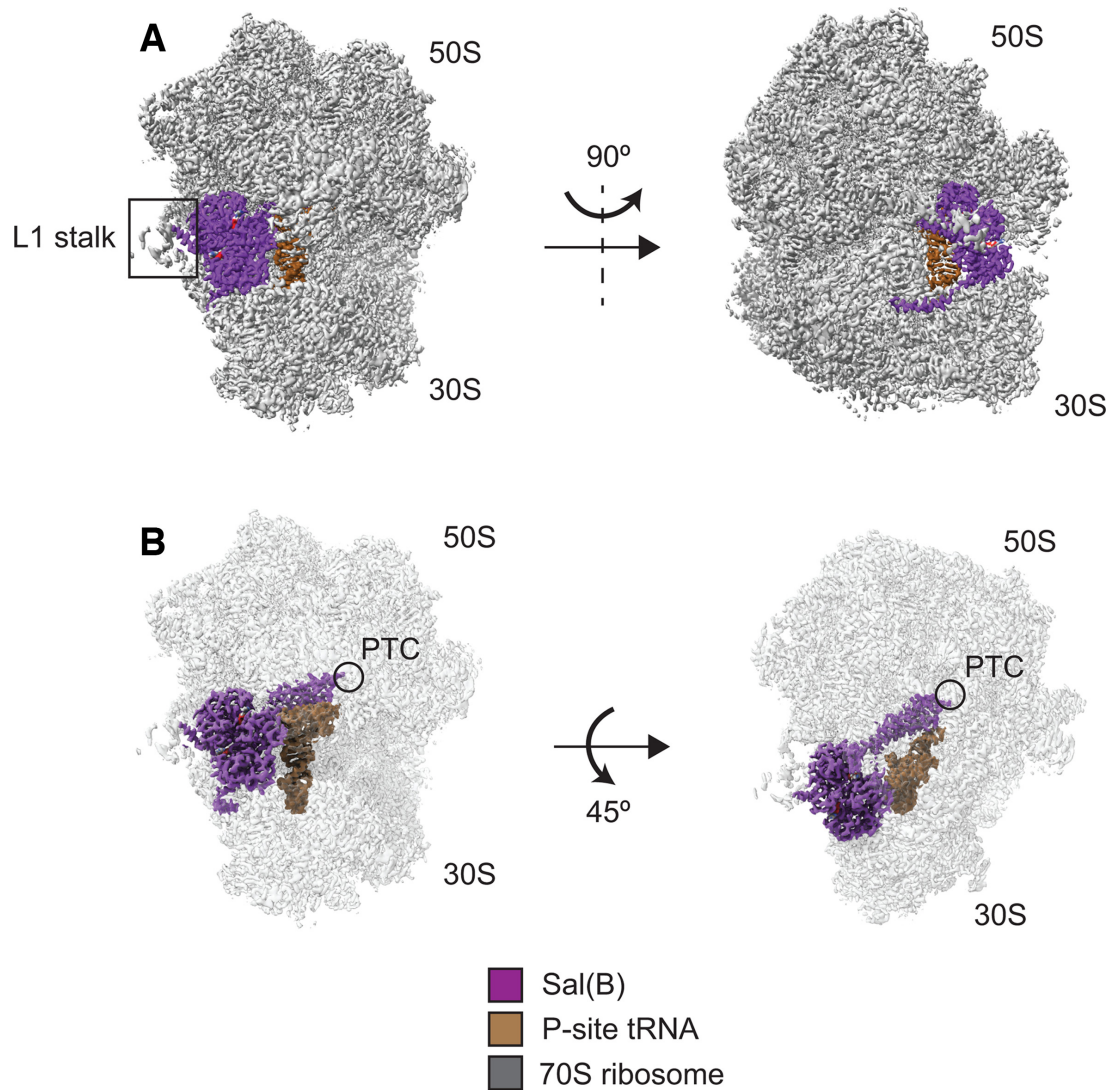 A
50S
50S
90º
L1 stalk
30S
30S
B
50S
50S
PTC
PTC
45º
30S
30S
Sal(B)
P-site tRNA
70S ribosome